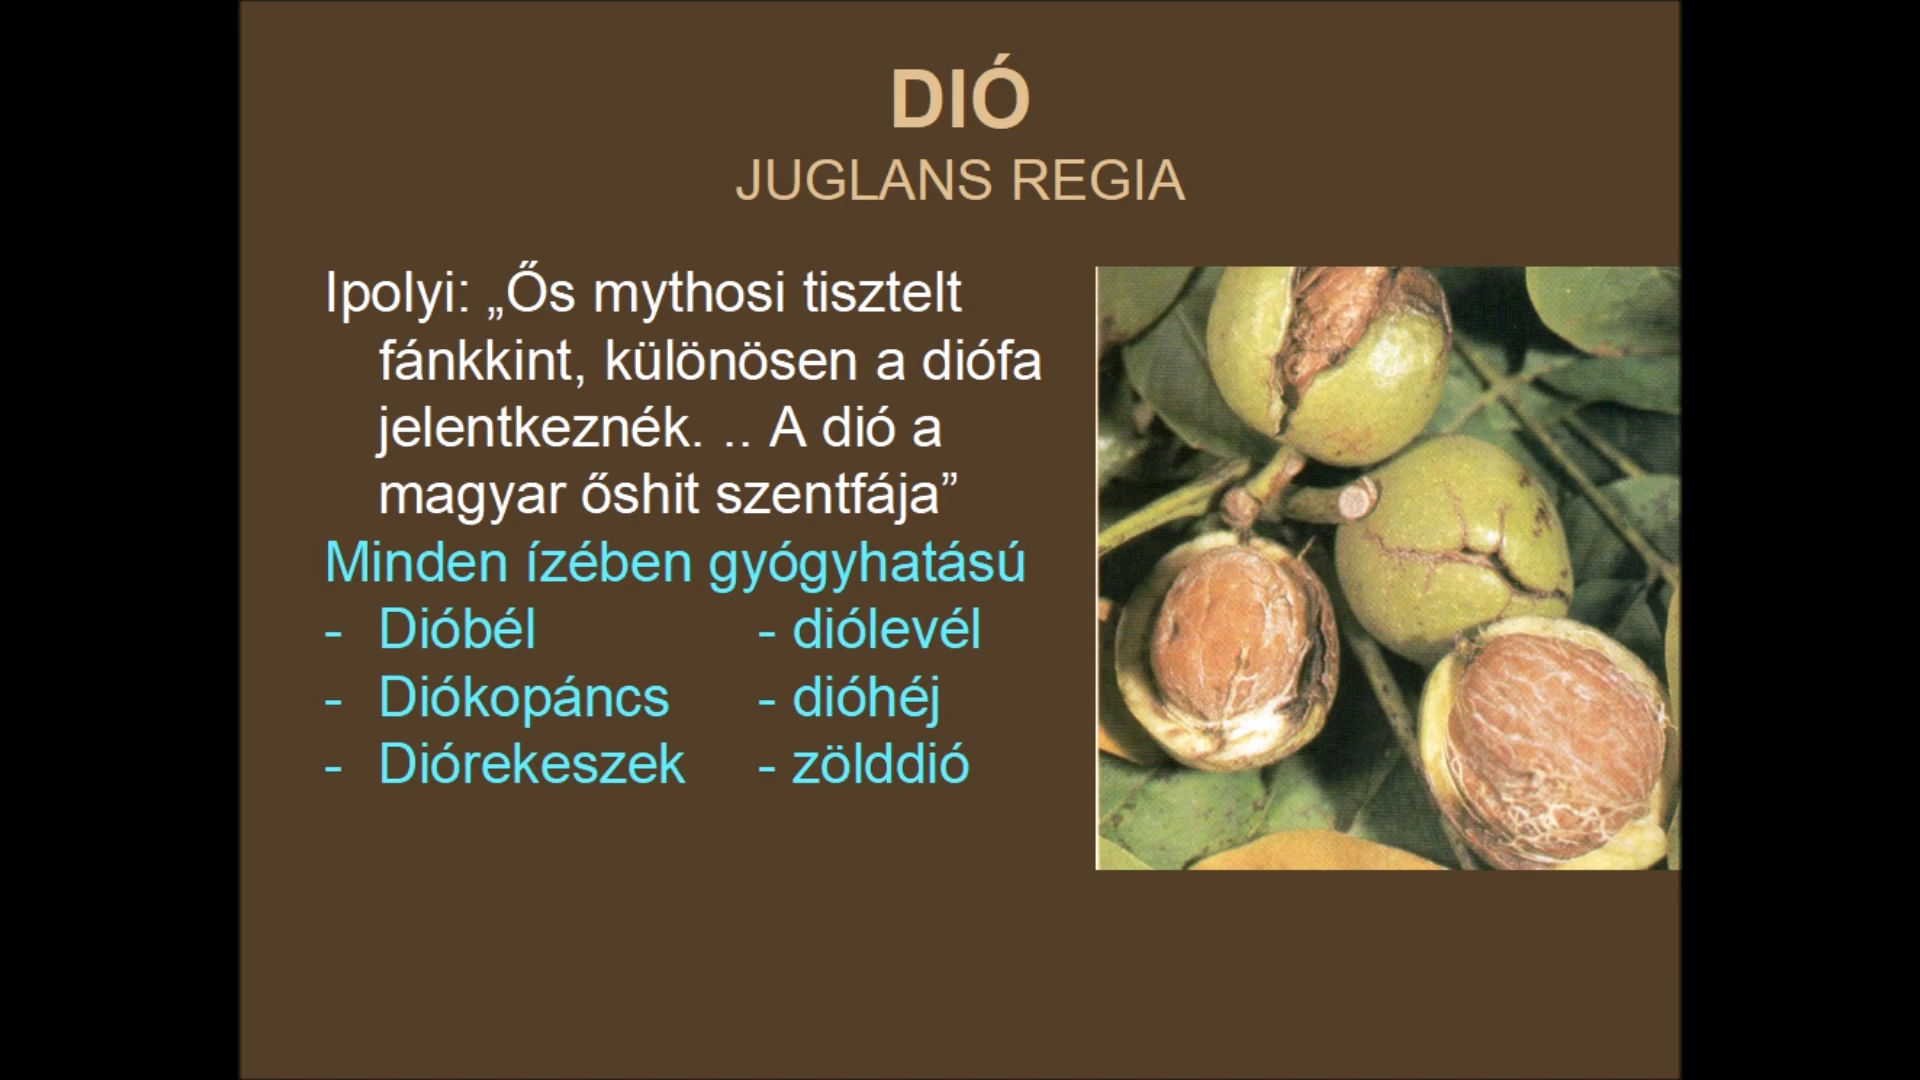 DIÓ
JUGLANS REGIA
Ipolyi: „Ős mythosi tisztelt
fánkkint, különösen a diófa
jelentkeznék. .. A dió a
magyar őshit szentfája”
Minden ízében gyógyhatású
- Dióbél - diólevél
- Diókopáncs - dióhéj
- Diórekeszek - zölddió